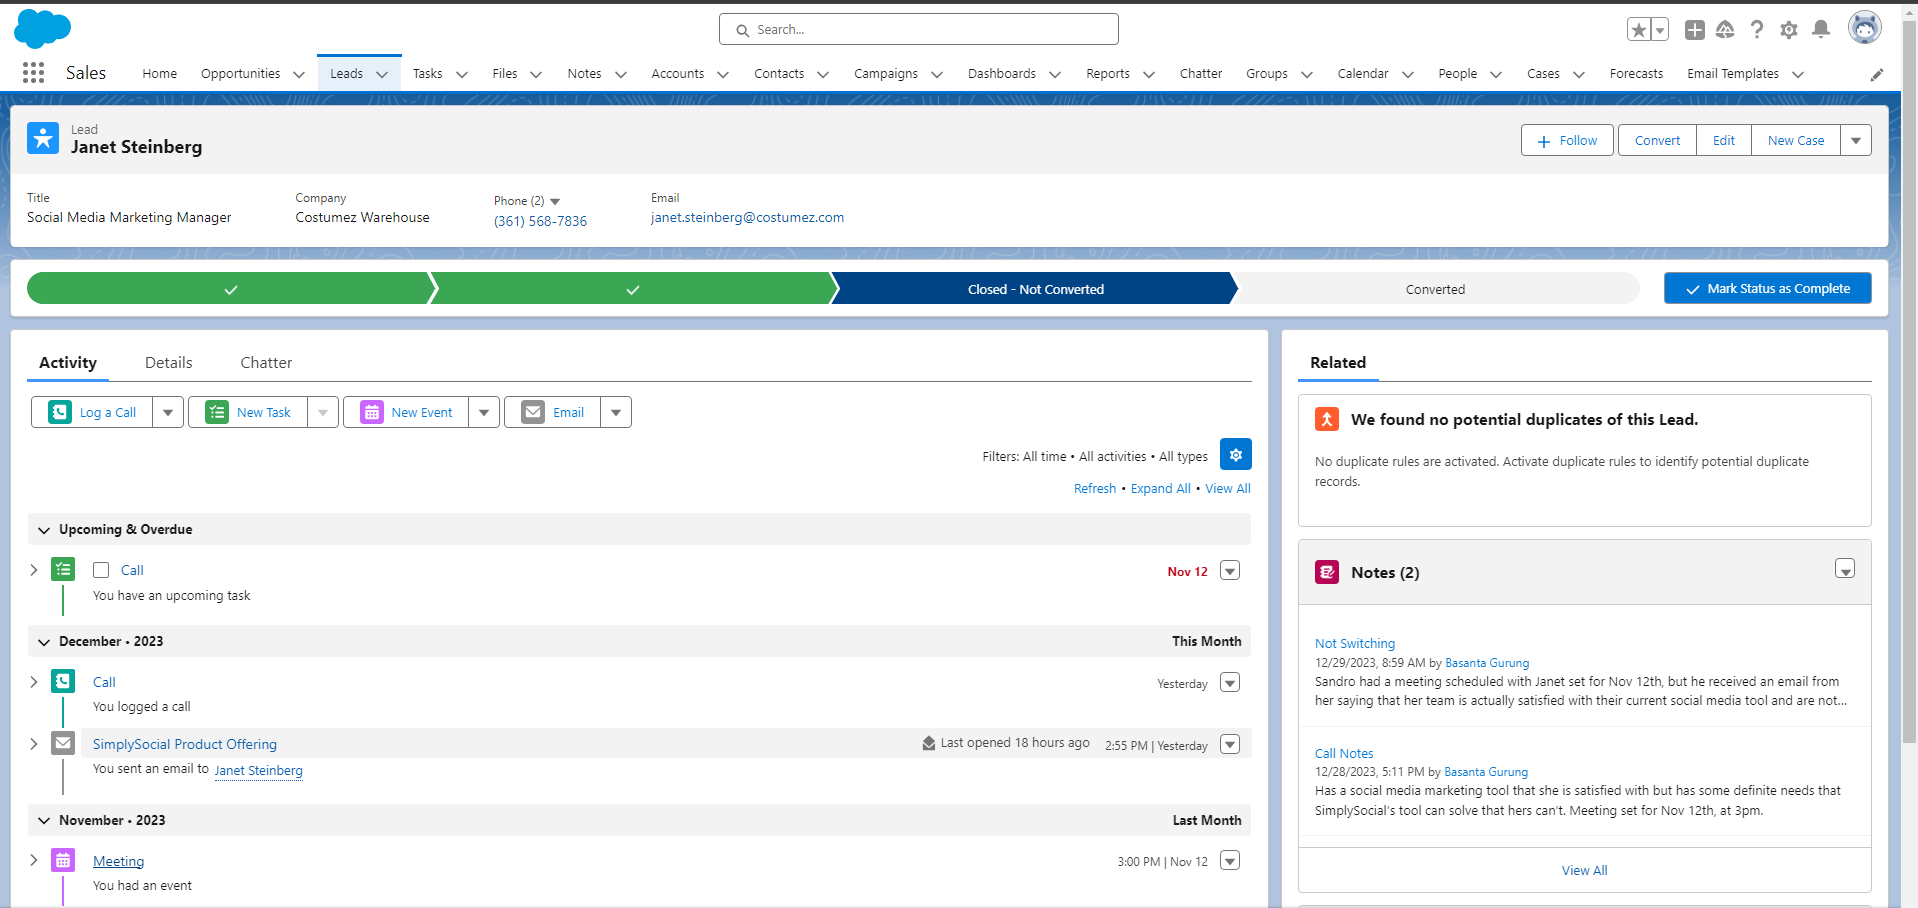 Search...
Sales
Home
Opportunities
Leads
Tasks
Files
Notes
Accounts
Contacts
Campaigns
Dashboards
Reports
Chatter
Groups
Calendar
People
Cases
Forecasts
Email Templates
Lead
Janet Steinberg
Follow
Convert
Edit
New Case
Title
Social Media Marketing Manager
Company
Costumez Warehouse
Phone (2)
(361) 568-7836
Email
janet.steinberg@costumez.com
Closed - Not Converted
Converted
Mark Status as Complete
Activity
Details
Chatter
Log a Call
New Task
New Event
Email
Filters: All time • All activities • All types
Refresh • Expand All • View All
Upcoming & Overdue
Call
Nov 12
You have an upcoming task
December • 2023
This Month
Call
Yesterday
You logged a call
SimplySocial Product Offering
Last opened 18 hours ago
2:55 PM | Yesterday
You sent an email to Janet Steinberg
November • 2023
Last Month
Meeting
3:00 PM | Nov 12
You had an event
Related
We found no potential duplicates of this Lead.
No duplicate rules are activated. Activate duplicate rules to identify potential duplicate
records.
Notes (2)
Not Switching
12/29/2023, 8:59 AM by Basanta Gurung
Sandro had a meeting scheduled with Janet set for Nov 12th, but he received an email from
her saying that her team is actually satisfied with their current social media tool and are not...
Call Notes
12/28/2023, 5:11 PM by Basanta Gurung
Has a social media marketing tool that she is satisfied with but has some definite needs that
SimplySocial's tool can solve that hers can't. Meeting set for Nov 12th, at 3pm.
View All